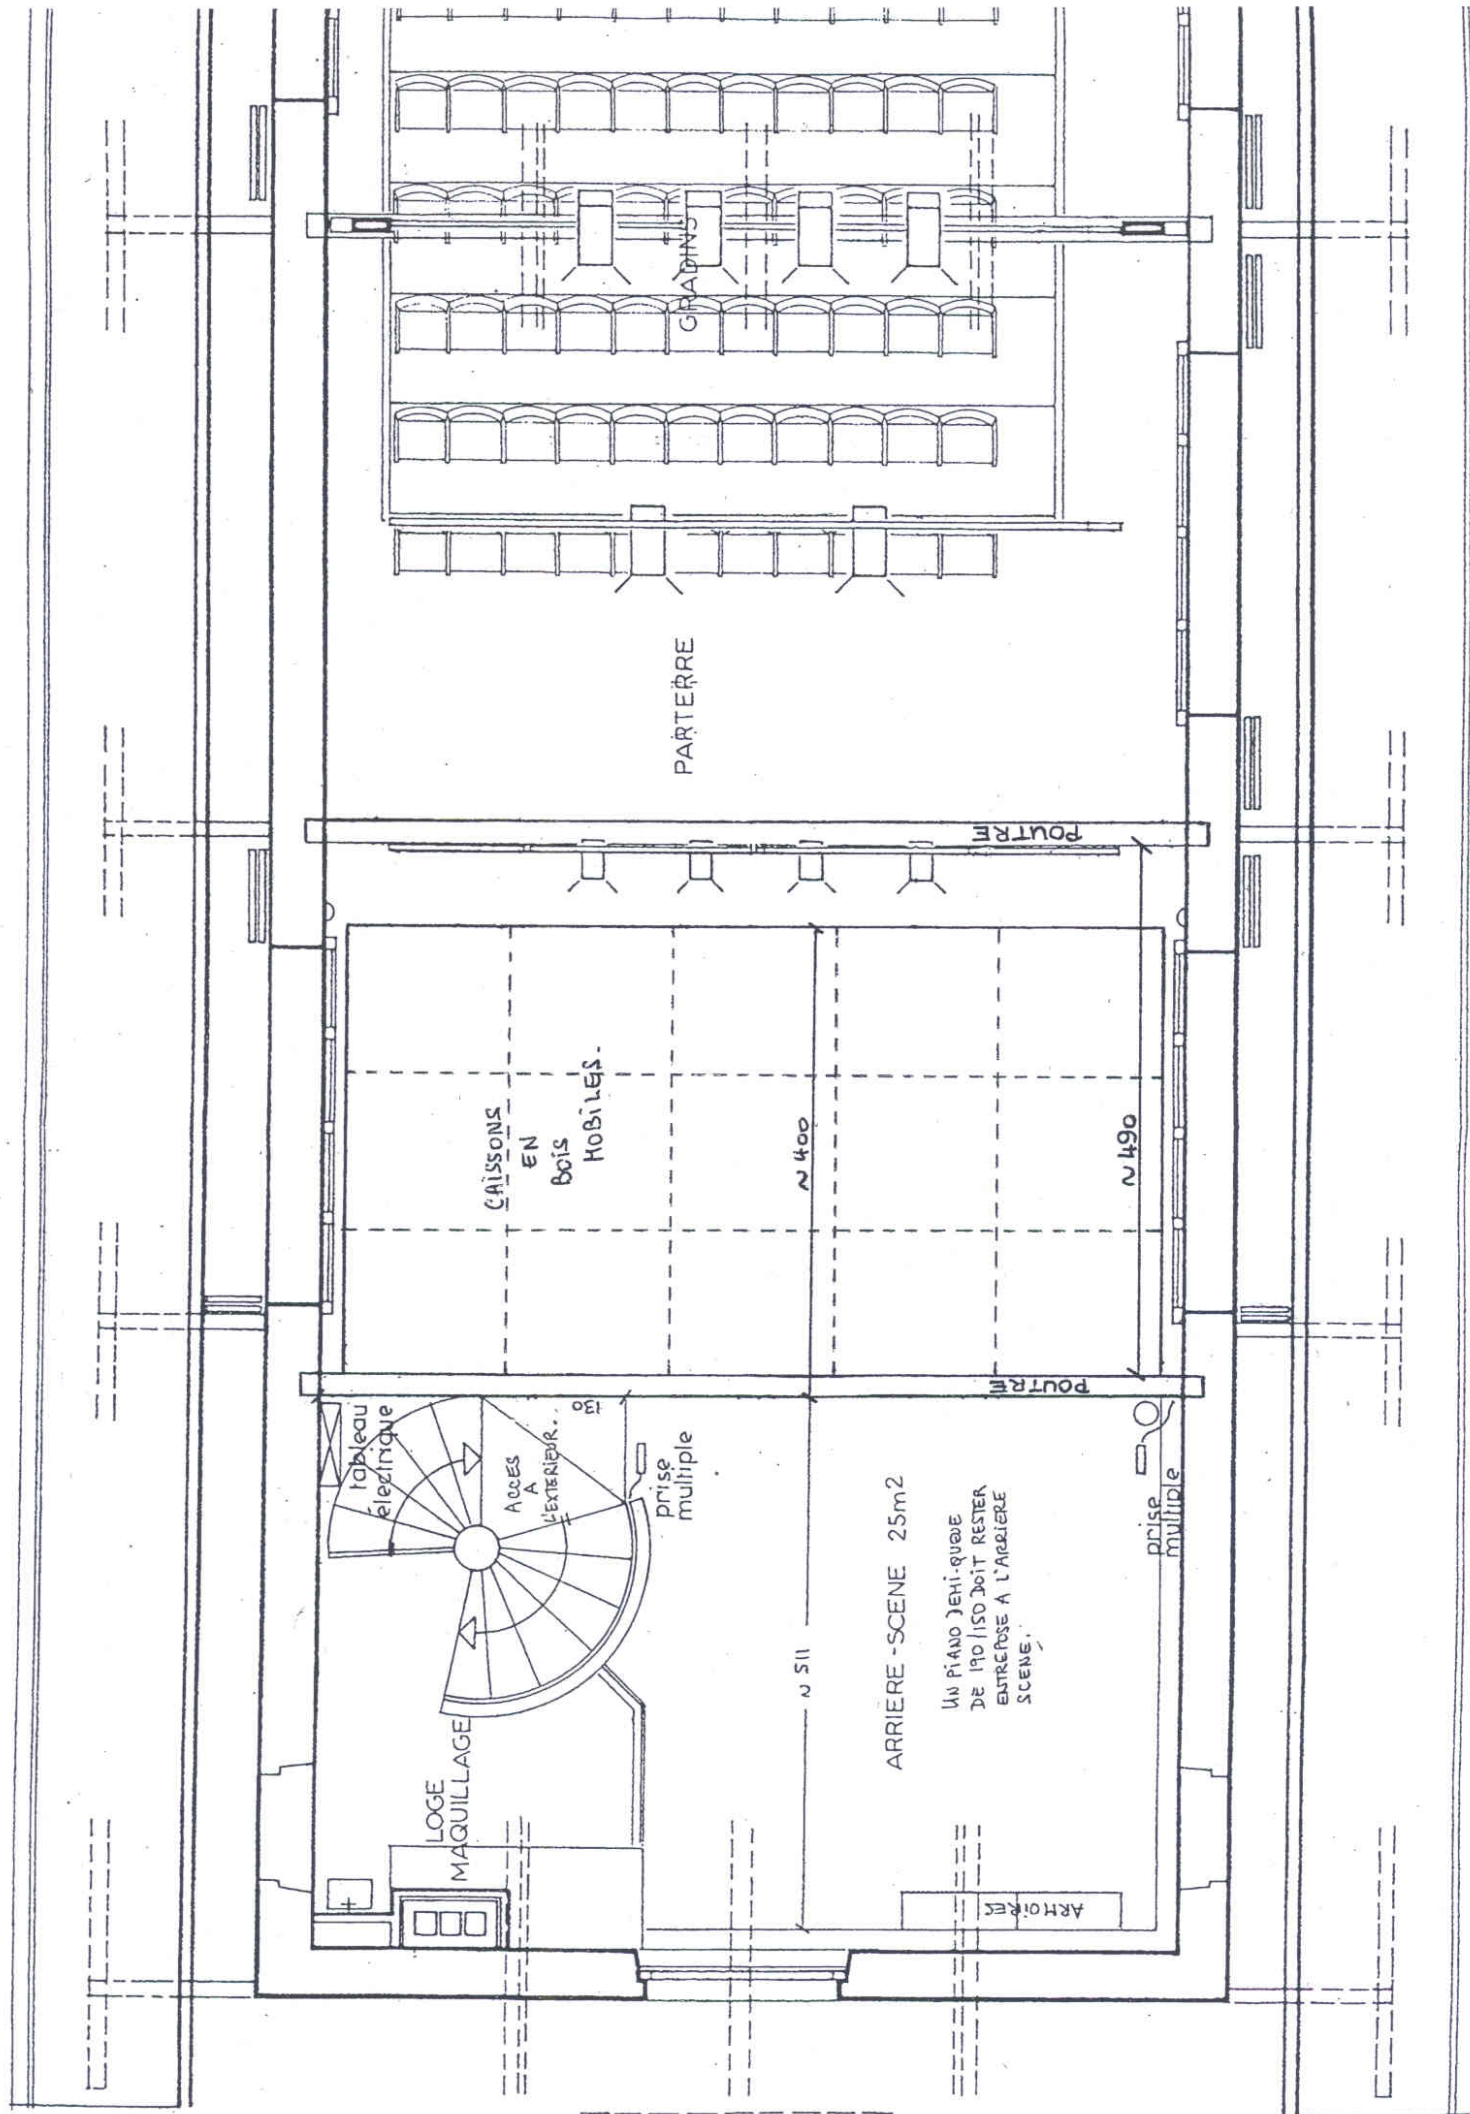 GRADINS
PARTERRE
POUTRE
CAISSONS
EN
BOIS
MOBILES.
~ 400
~ 490
POUTRE
tableau
électrique
ACCES
A
L'EXTERIEUR.
130
prise
multiple
prise
multiple
ARRIERE-SCENE 25m2
UN PIANO DEMI-QUEUE
DE 190/150 DOIT RESTER
ENTREPOSE A L'ARRIERE
SCENE.
~ 511
LOGE
MAQUILLAGE
ARMOIRES